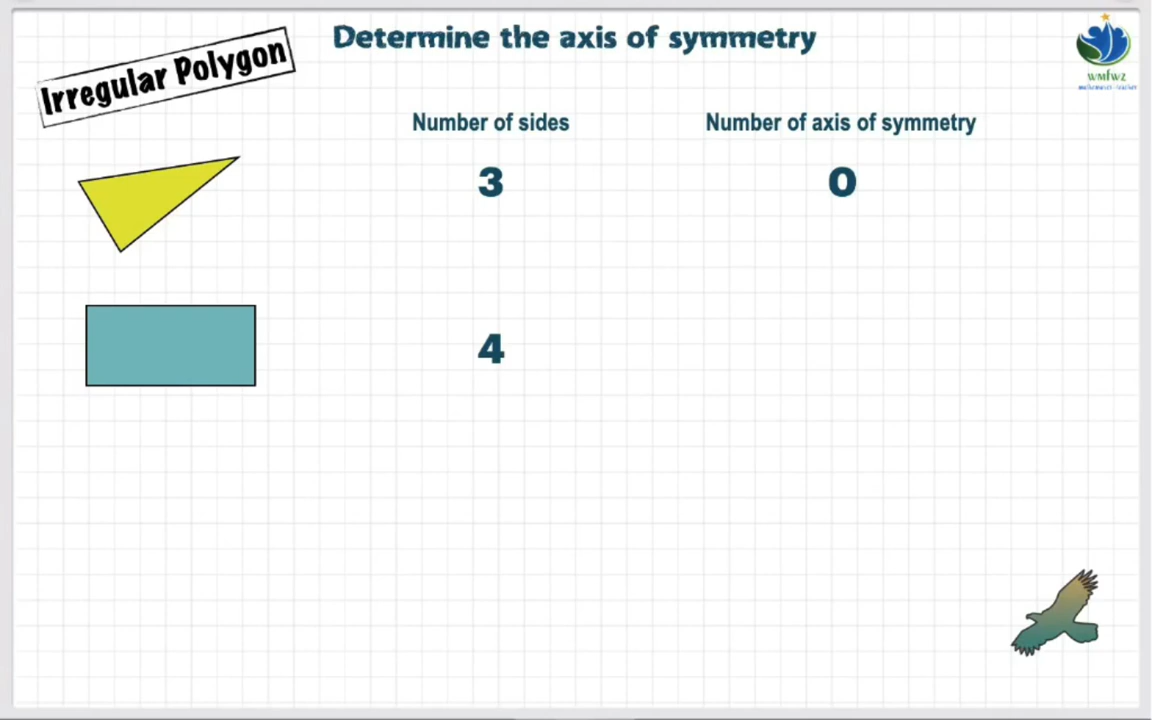 Determine the axis of symmetry
Irregular Polygon
wmfwz
Number of sides
Number of axis of symmetry
3
0
4